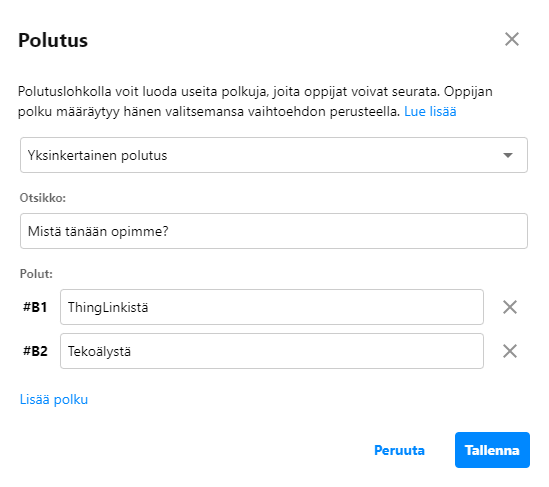 Polutus
Polutuslohkolla voit luoda useita polkuja, joita oppijat voivat seurata. Oppijan
polku määräytyy hänen valitsemansa vaihtoehdon perusteella. Lue lisää
Yksinkertainen polutus
Otsikko:
Mistä tänään opimme?
Polut:
#B1 ThingLinkistä
#B2 Tekoälystä
Lisää polku
Peruuta Tallenna